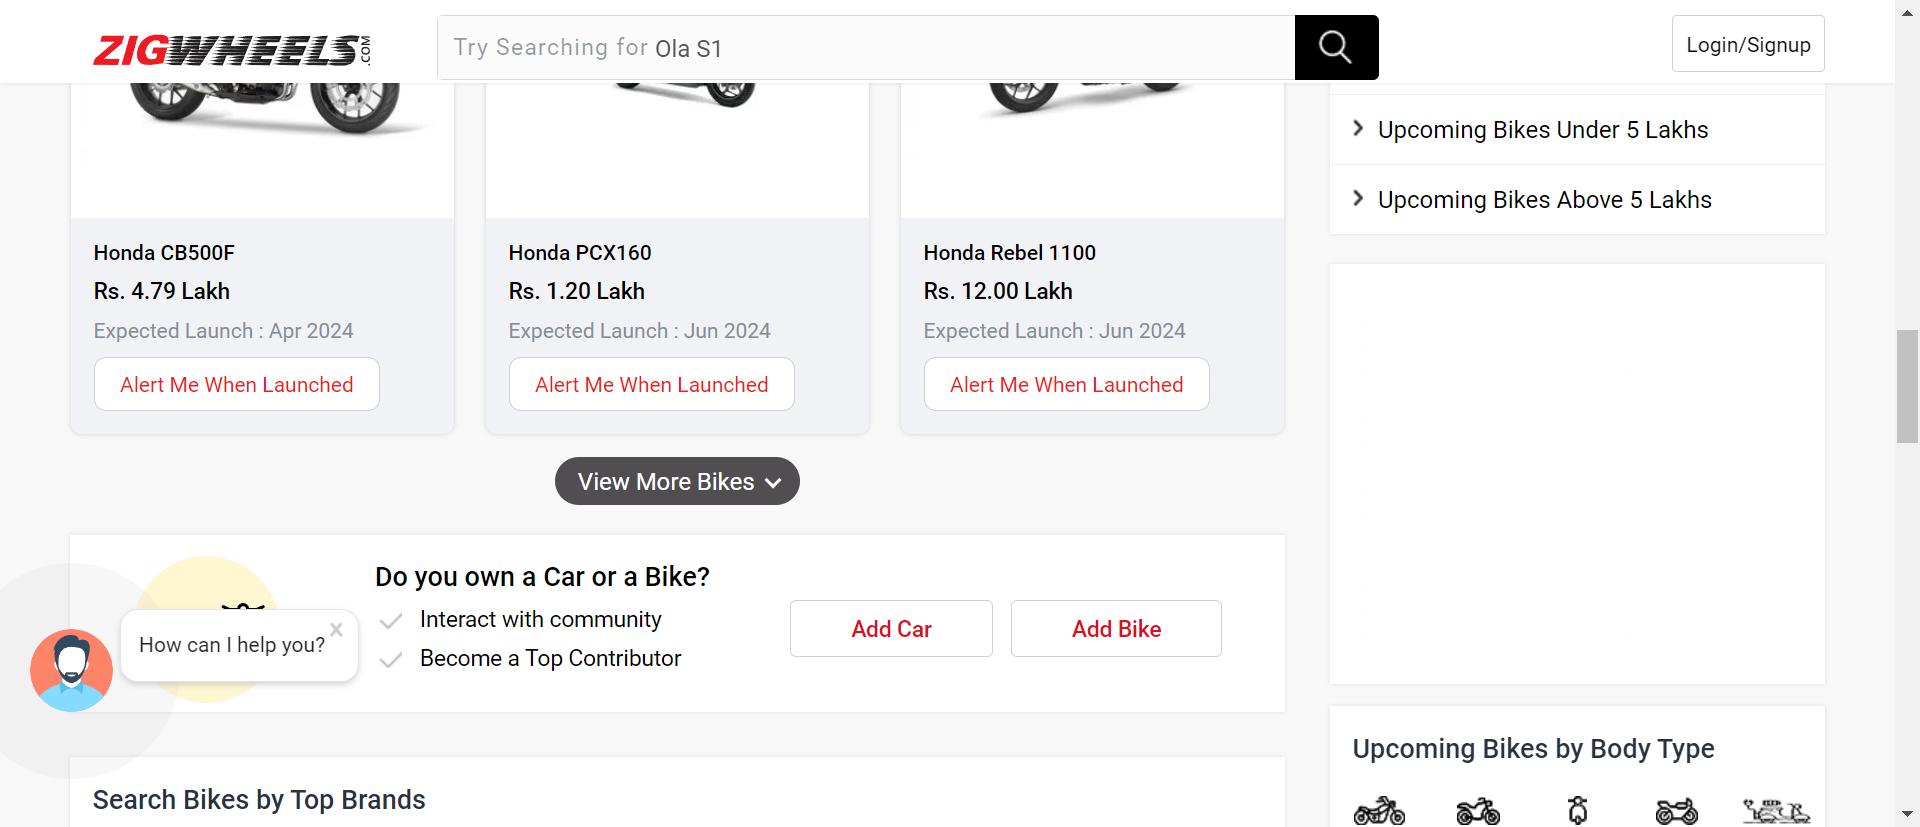 ZIGWHEELS.COM
Try Searching for Ola S1
Login/Signup
Honda CB500F
Rs. 4.79 Lakh
Expected Launch : Apr 2024
Alert Me When Launched
Honda PCX160
Rs. 1.20 Lakh
Expected Launch : Jun 2024
Alert Me When Launched
Honda Rebel 1100
Rs. 12.00 Lakh
Expected Launch : Jun 2024
Alert Me When Launched
View More Bikes
Do you own a Car or a Bike?
Interact with community
Become a Top Contributor
Add Car
Add Bike
How can I help you?
Search Bikes by Top Brands
Upcoming Bikes Under 5 Lakhs
Upcoming Bikes Above 5 Lakhs
Upcoming Bikes by Body Type